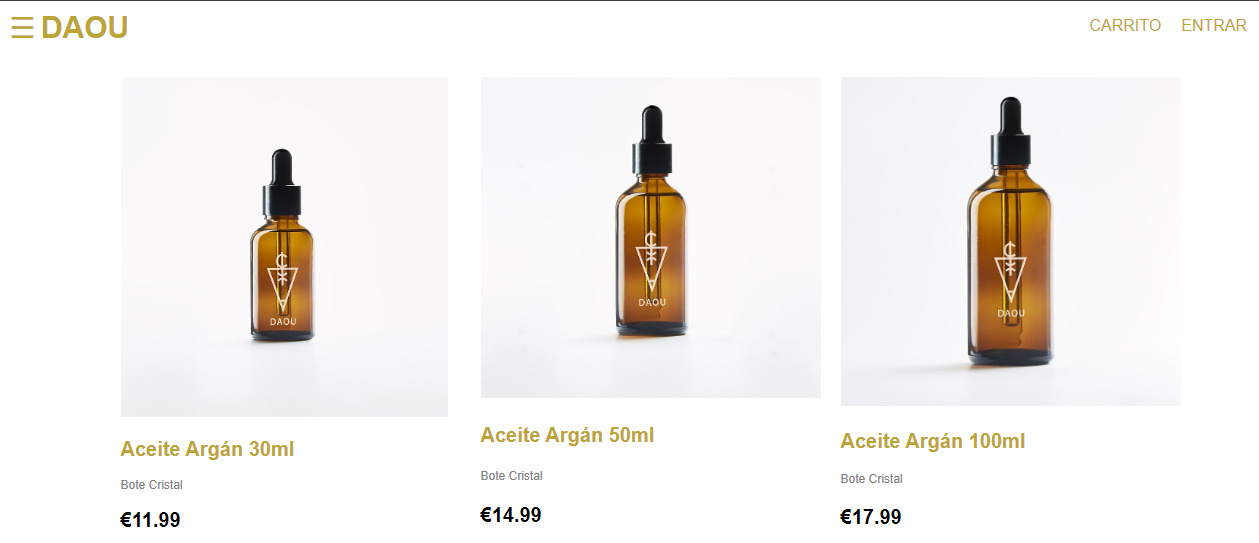 ☰ DAOU
CARRITO ENTRAR
DAOU
DAOU
DAOU
Aceite Argán 30ml
Bote Cristal
€11.99
Aceite Argán 50ml
Bote Cristal
€14.99
Aceite Argán 100ml
Bote Cristal
€17.99